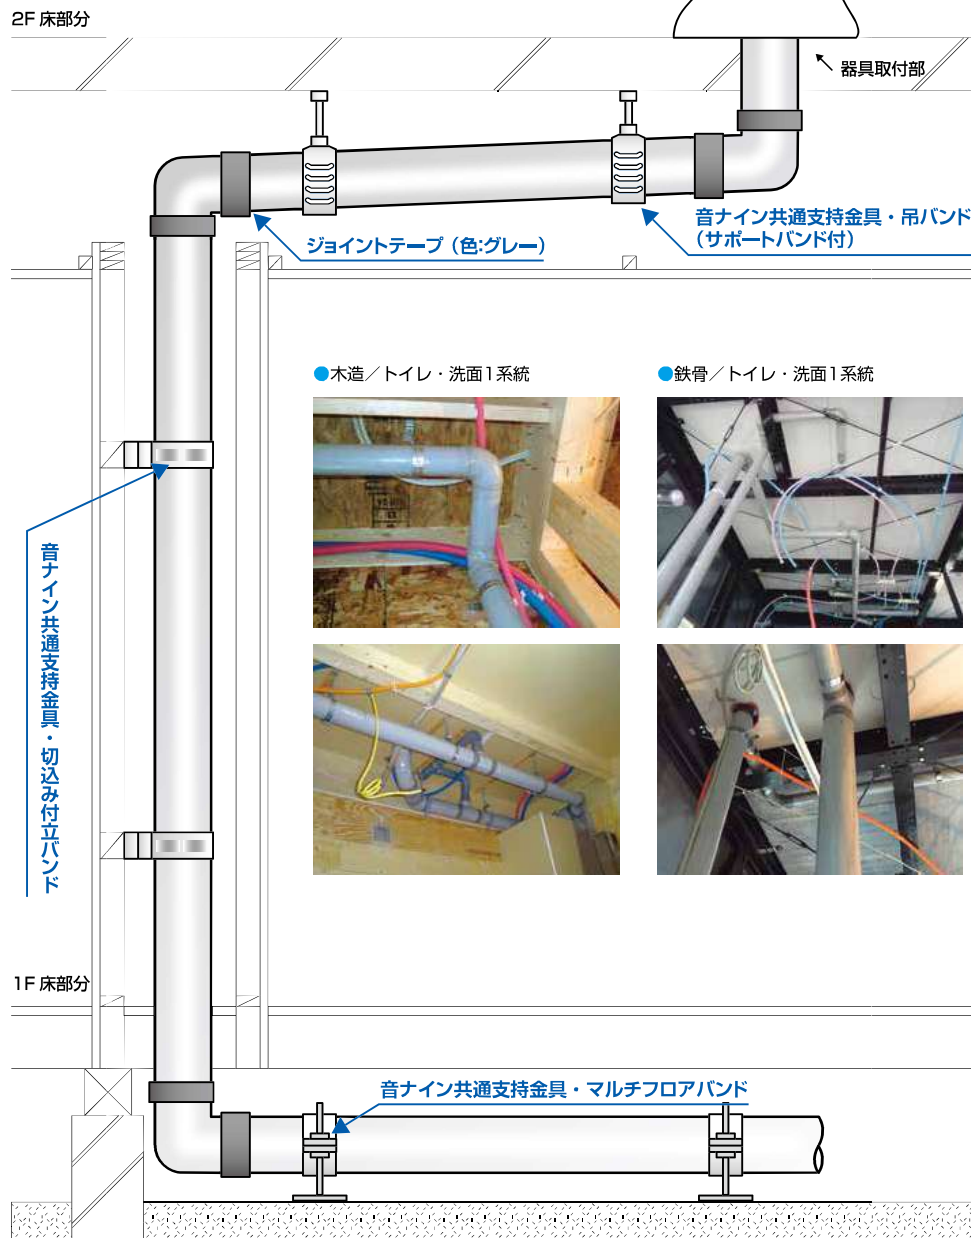 2F 床部分
器具取付部
音ナイン共通支持金具・吊バンド
（サポートバンド付）
ジョイントテープ（色:グレー）
●木造／トイレ・洗面1系統
●鉄骨／トイレ・洗面1系統
音ナイン共通支持金具・切込み付立バンド
1F 床部分
音ナイン共通支持金具・マルチフロアバンド